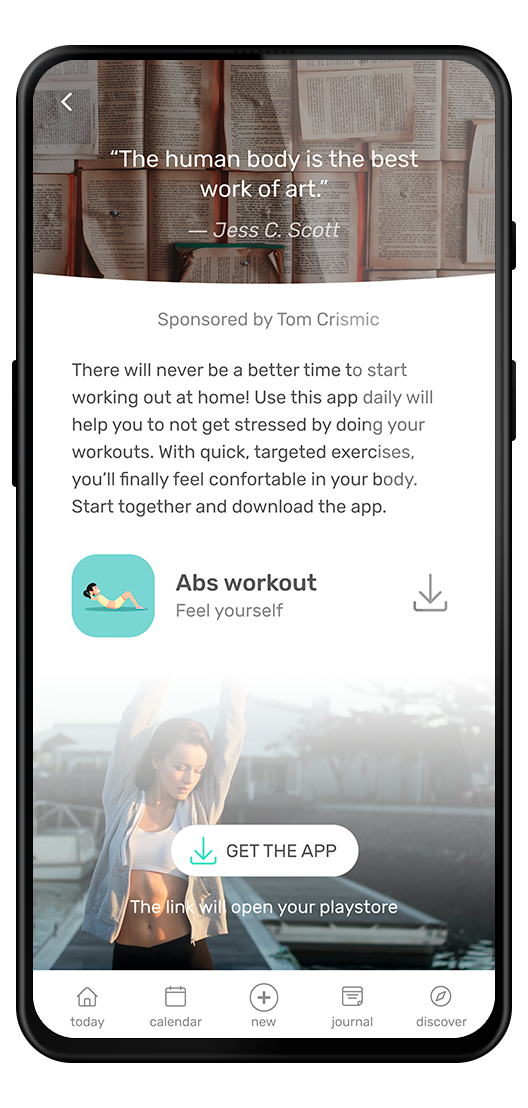 “The human body is the best
work of art.”
— Jess C. Scott
Sponsored by Tom Crismic
There will never be a better time to start
working out at home! Use this app daily will
help you to not get stressed by doing your
workouts. With quick, targeted exercises,
you’ll finally feel confortable in your body.
Start together and download the app.
Abs workout
Feel yourself
GET THE APP
The link will open your playstore
today calendar new journal discover